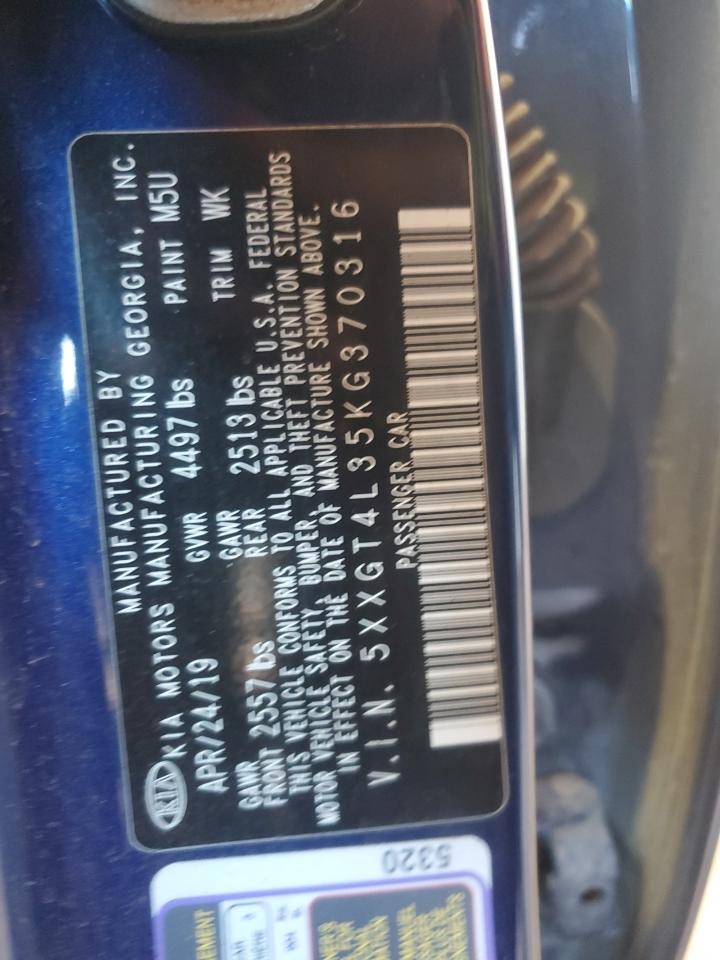 MANUFACTURED BY
KIA KIA MOTORS MANUFACTURING GEORGIA, INC.
APR/24/19 GVWR 4497 lbs PAINT M5U
GAWR FRONT 2557 lbs GAWR REAR 2513 lbs TRIM WK
THIS VEHICLE CONFORMS TO ALL APPLICABLE U.S.A. FEDERAL
MOTOR VEHICLE SAFETY, BUMPER, AND THEFT PREVENTION STANDARDS
IN EFFECT ON THE DATE OF MANUFACTURE SHOWN ABOVE.
V.I.N. 5XXGT4L35KG370316
PASSENGER CAR
5320